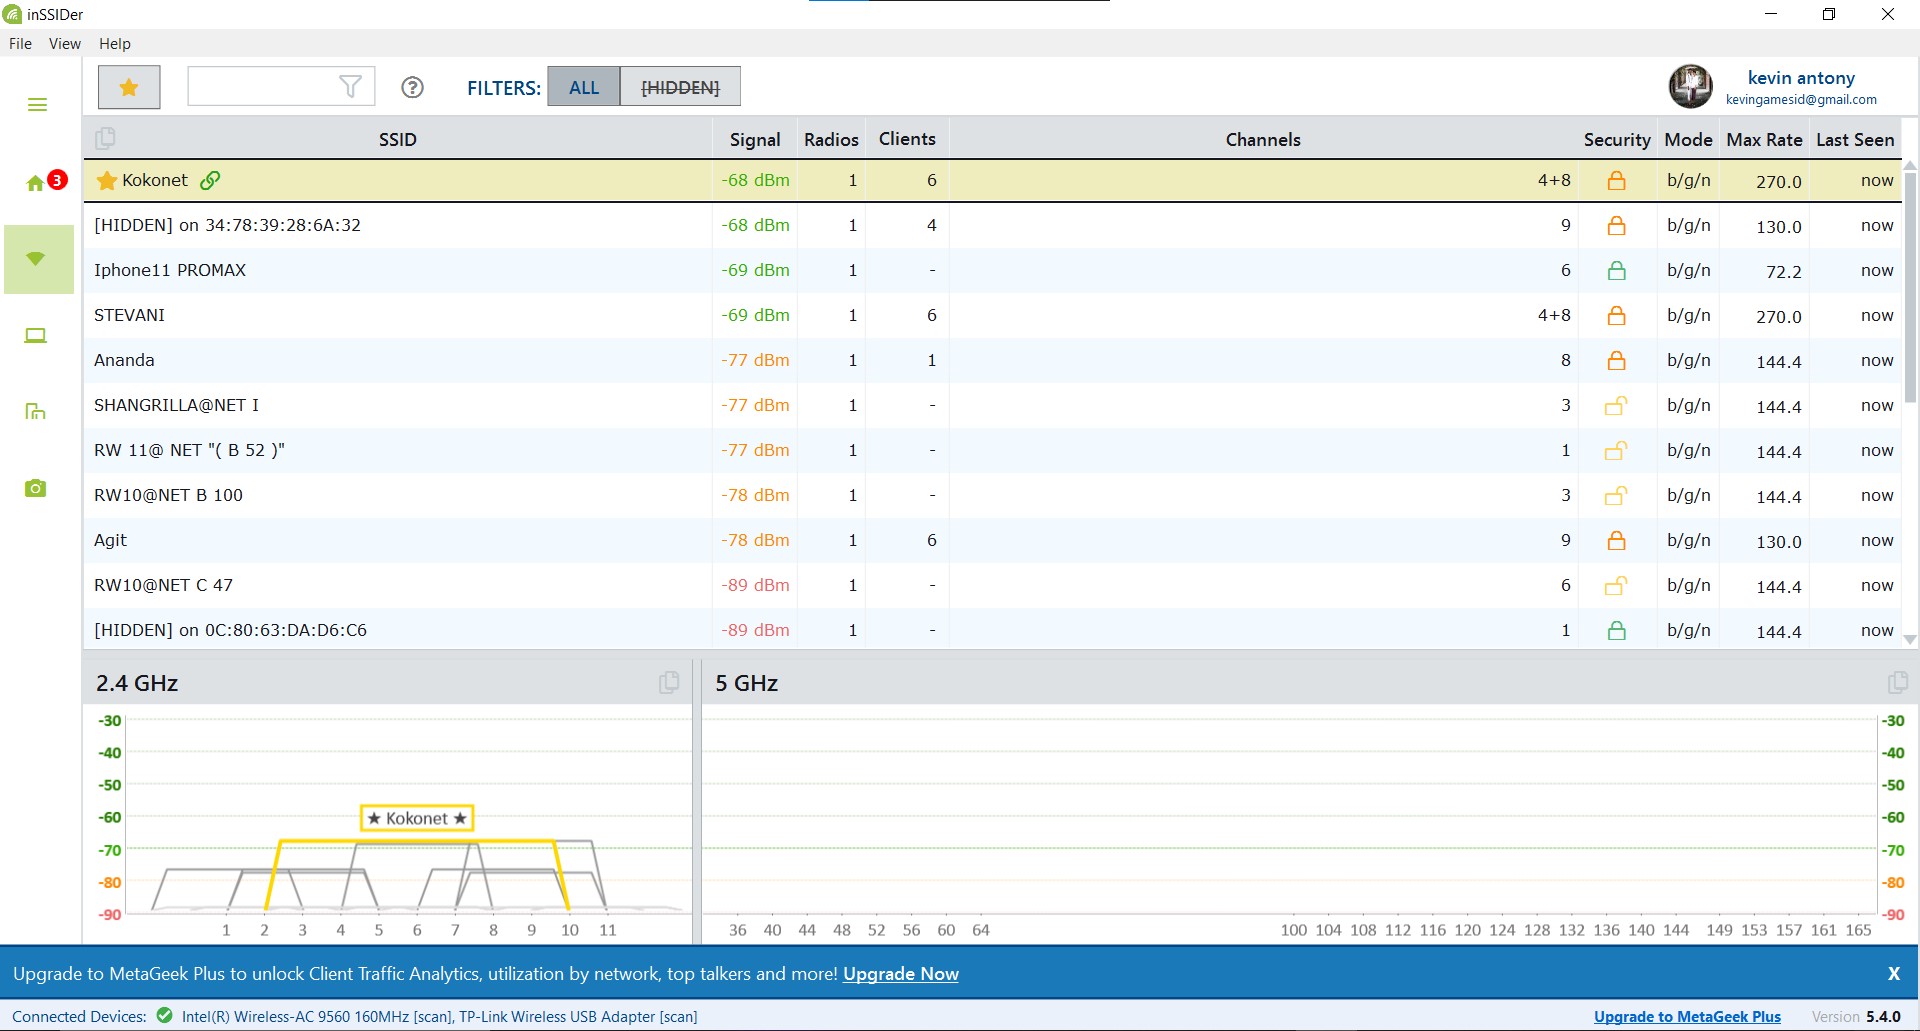 inSSIDer
File View Help
FILTERS: ALL [HIDDEN]
kevin antony
kevingamesid@gmail.com
SSID Signal Radios Clients Channels Security Mode Max Rate Last Seen
3
Kokonet -68 dBm 1 6 4+8 b/g/n 270.0 now
[HIDDEN] on 34:78:39:28:6A:32 -68 dBm 1 4 9 b/g/n 130.0 now
Iphone11 PROMAX -69 dBm 1 - 6 b/g/n 72.2 now
STEVANI -69 dBm 1 6 4+8 b/g/n 270.0 now
Ananda -77 dBm 1 1 8 b/g/n 144.4 now
SHANGRILLA@NET I -77 dBm 1 - 3 b/g/n 144.4 now
RW 11@ NET "( B 52 )" -77 dBm 1 - 1 b/g/n 144.4 now
RW10@NET B 100 -78 dBm 1 - 3 b/g/n 144.4 now
Agit -78 dBm 1 6 9 b/g/n 130.0 now
RW10@NET C 47 -89 dBm 1 - 6 b/g/n 144.4 now
[HIDDEN] on 0C:80:63:DA:D6:C6 -89 dBm 1 - 1 b/g/n 144.4 now
2.4 GHz
-30
-40
-50
-60
-70
-80
-90
★ Kokonet ★
1 2 3 4 5 6 7 8 9 10 11
5 GHz
-30
-40
-50
-60
-70
-80
-90
36 40 44 48 52 56 60 64 100 104 108 112 116 120 124 128 132 136 140 144 149 153 157 161 165
Upgrade to MetaGeek Plus to unlock Client Traffic Analytics, utilization by network, top talkers and more! Upgrade Now X
Connected Devices: Intel(R) Wireless-AC 9560 160MHz [scan], TP-Link Wireless USB Adapter [scan] Upgrade to MetaGeek Plus Version 5.4.0